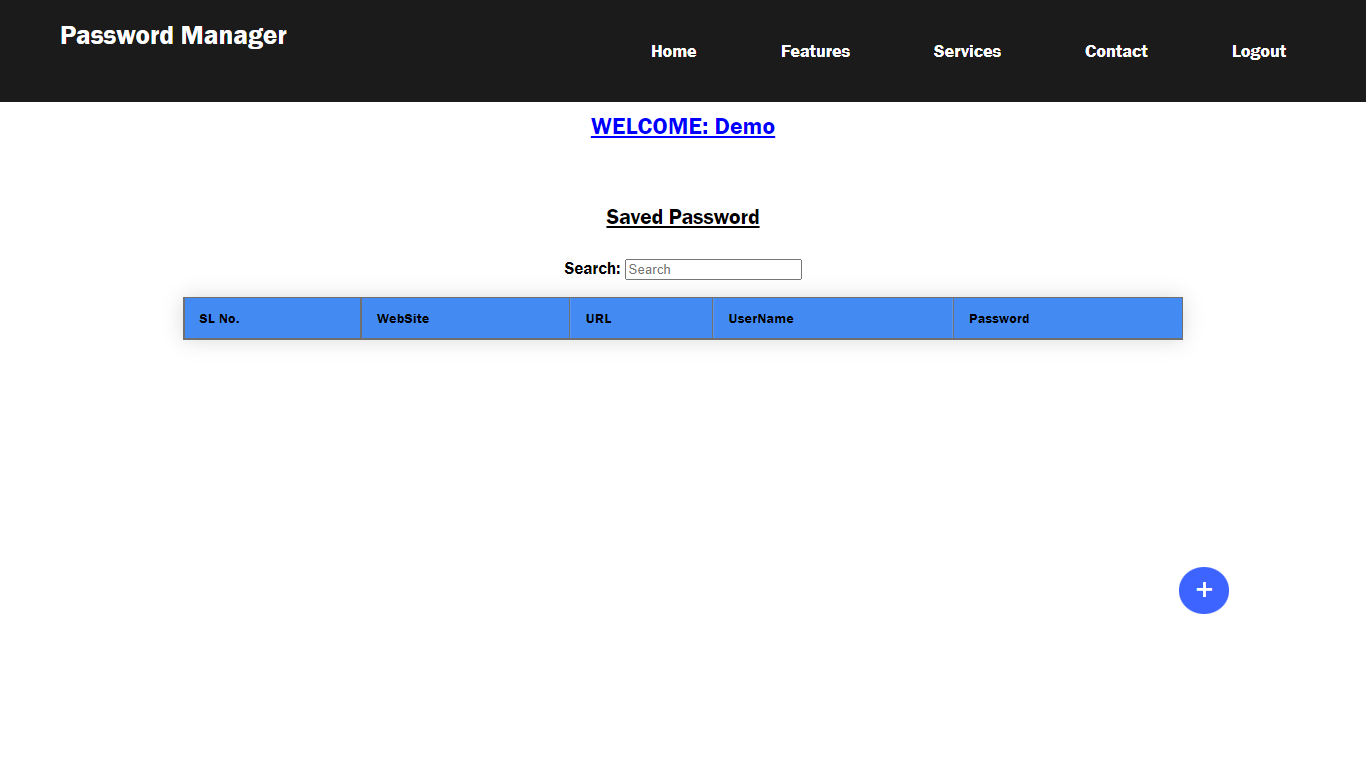 Password Manager
Home Features Services Contact Logout
WELCOME: Demo
Saved Password
Search: Search
SL No. WebSite URL UserName Password
+